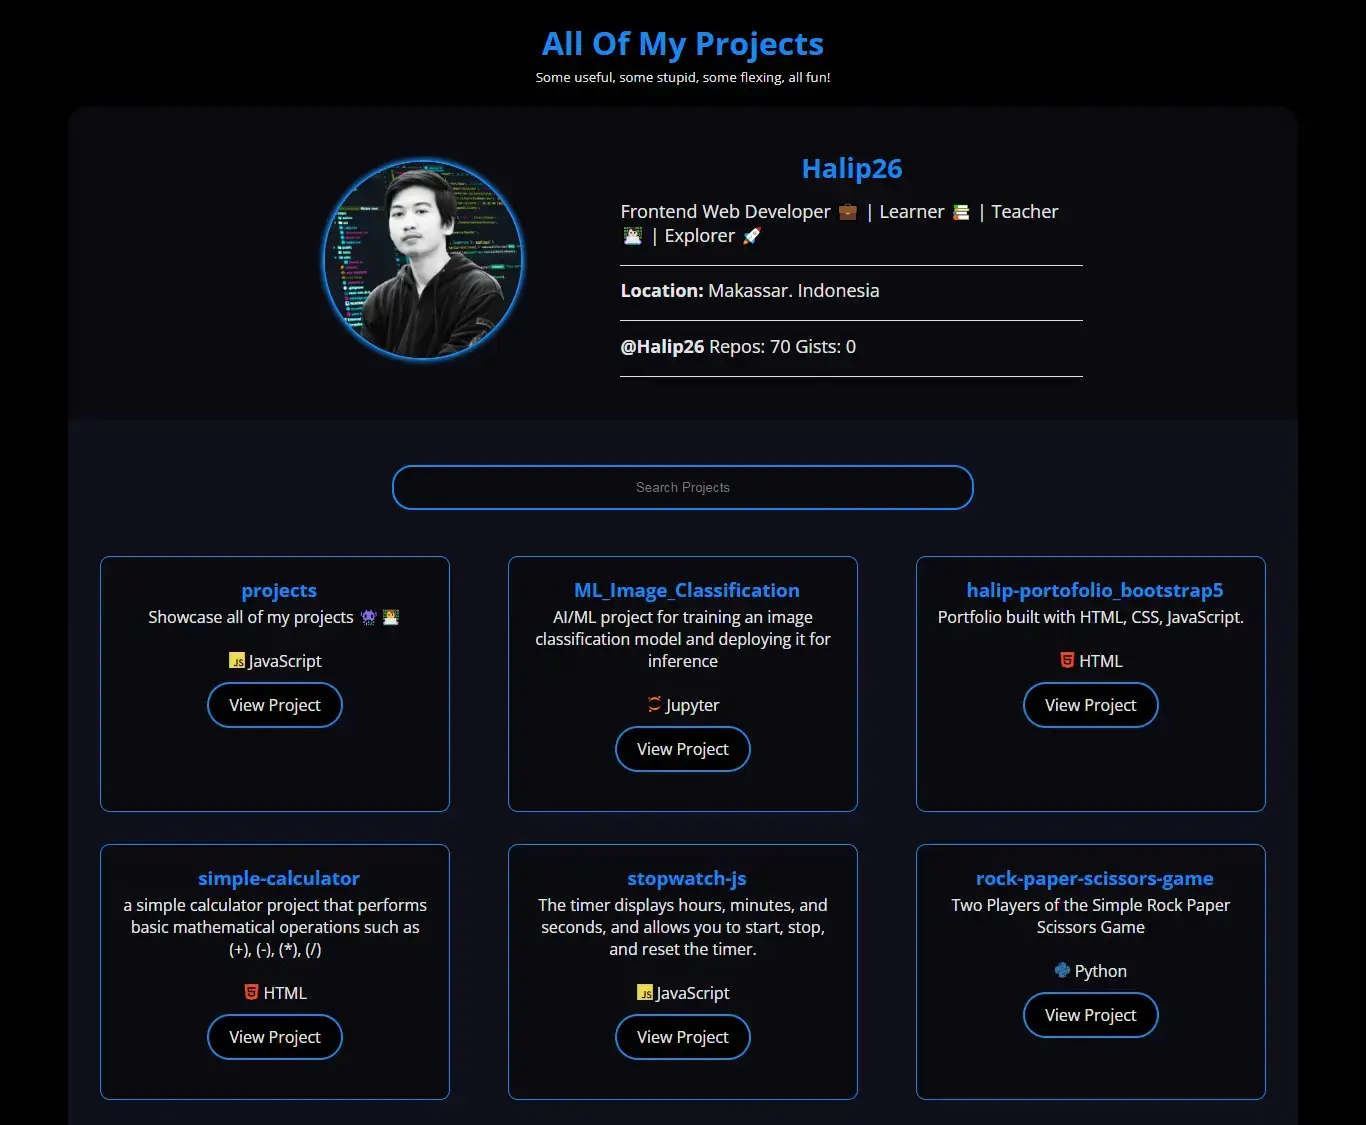 All Of My Projects
Some useful, some stupid, some flexing, all fun!
Halip26
Frontend Web Developer 💼 | Learner 📚 | Teacher
👨🏻‍🏫 | Explorer 🚀
Location: Makassar. Indonesia
@Halip26 Repos: 70 Gists: 0
Search Projects
projects
Showcase all of my projects 👾 👨‍🏫
JS JavaScript
View Project
ML_Image_Classification
AI/ML project for training an image
classification model and deploying it for
inference
Jupyter
View Project
halip-portofolio_bootstrap5
Portfolio built with HTML, CSS, JavaScript.
HTML
View Project
simple-calculator
a simple calculator project that performs
basic mathematical operations such as
(+), (-), (*), (/)
HTML
View Project
stopwatch-js
The timer displays hours, minutes, and
seconds, and allows you to start, stop,
and reset the timer.
JS JavaScript
View Project
rock-paper-scissors-game
Two Players of the Simple Rock Paper
Scissors Game
Python
View Project